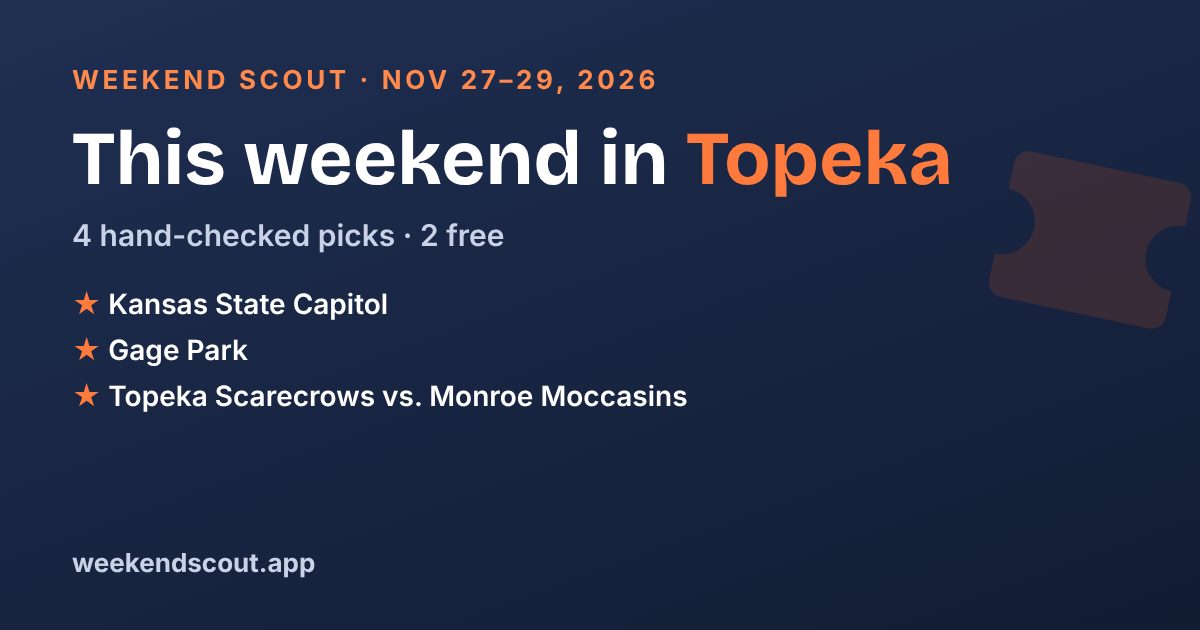 WEEKEND SCOUT · NOV 27–29, 2026
This weekend in Topeka
4 hand-checked picks · 2 free
★ Kansas State Capitol
★ Gage Park
★ Topeka Scarecrows vs. Monroe Moccasins
weekendscout.app